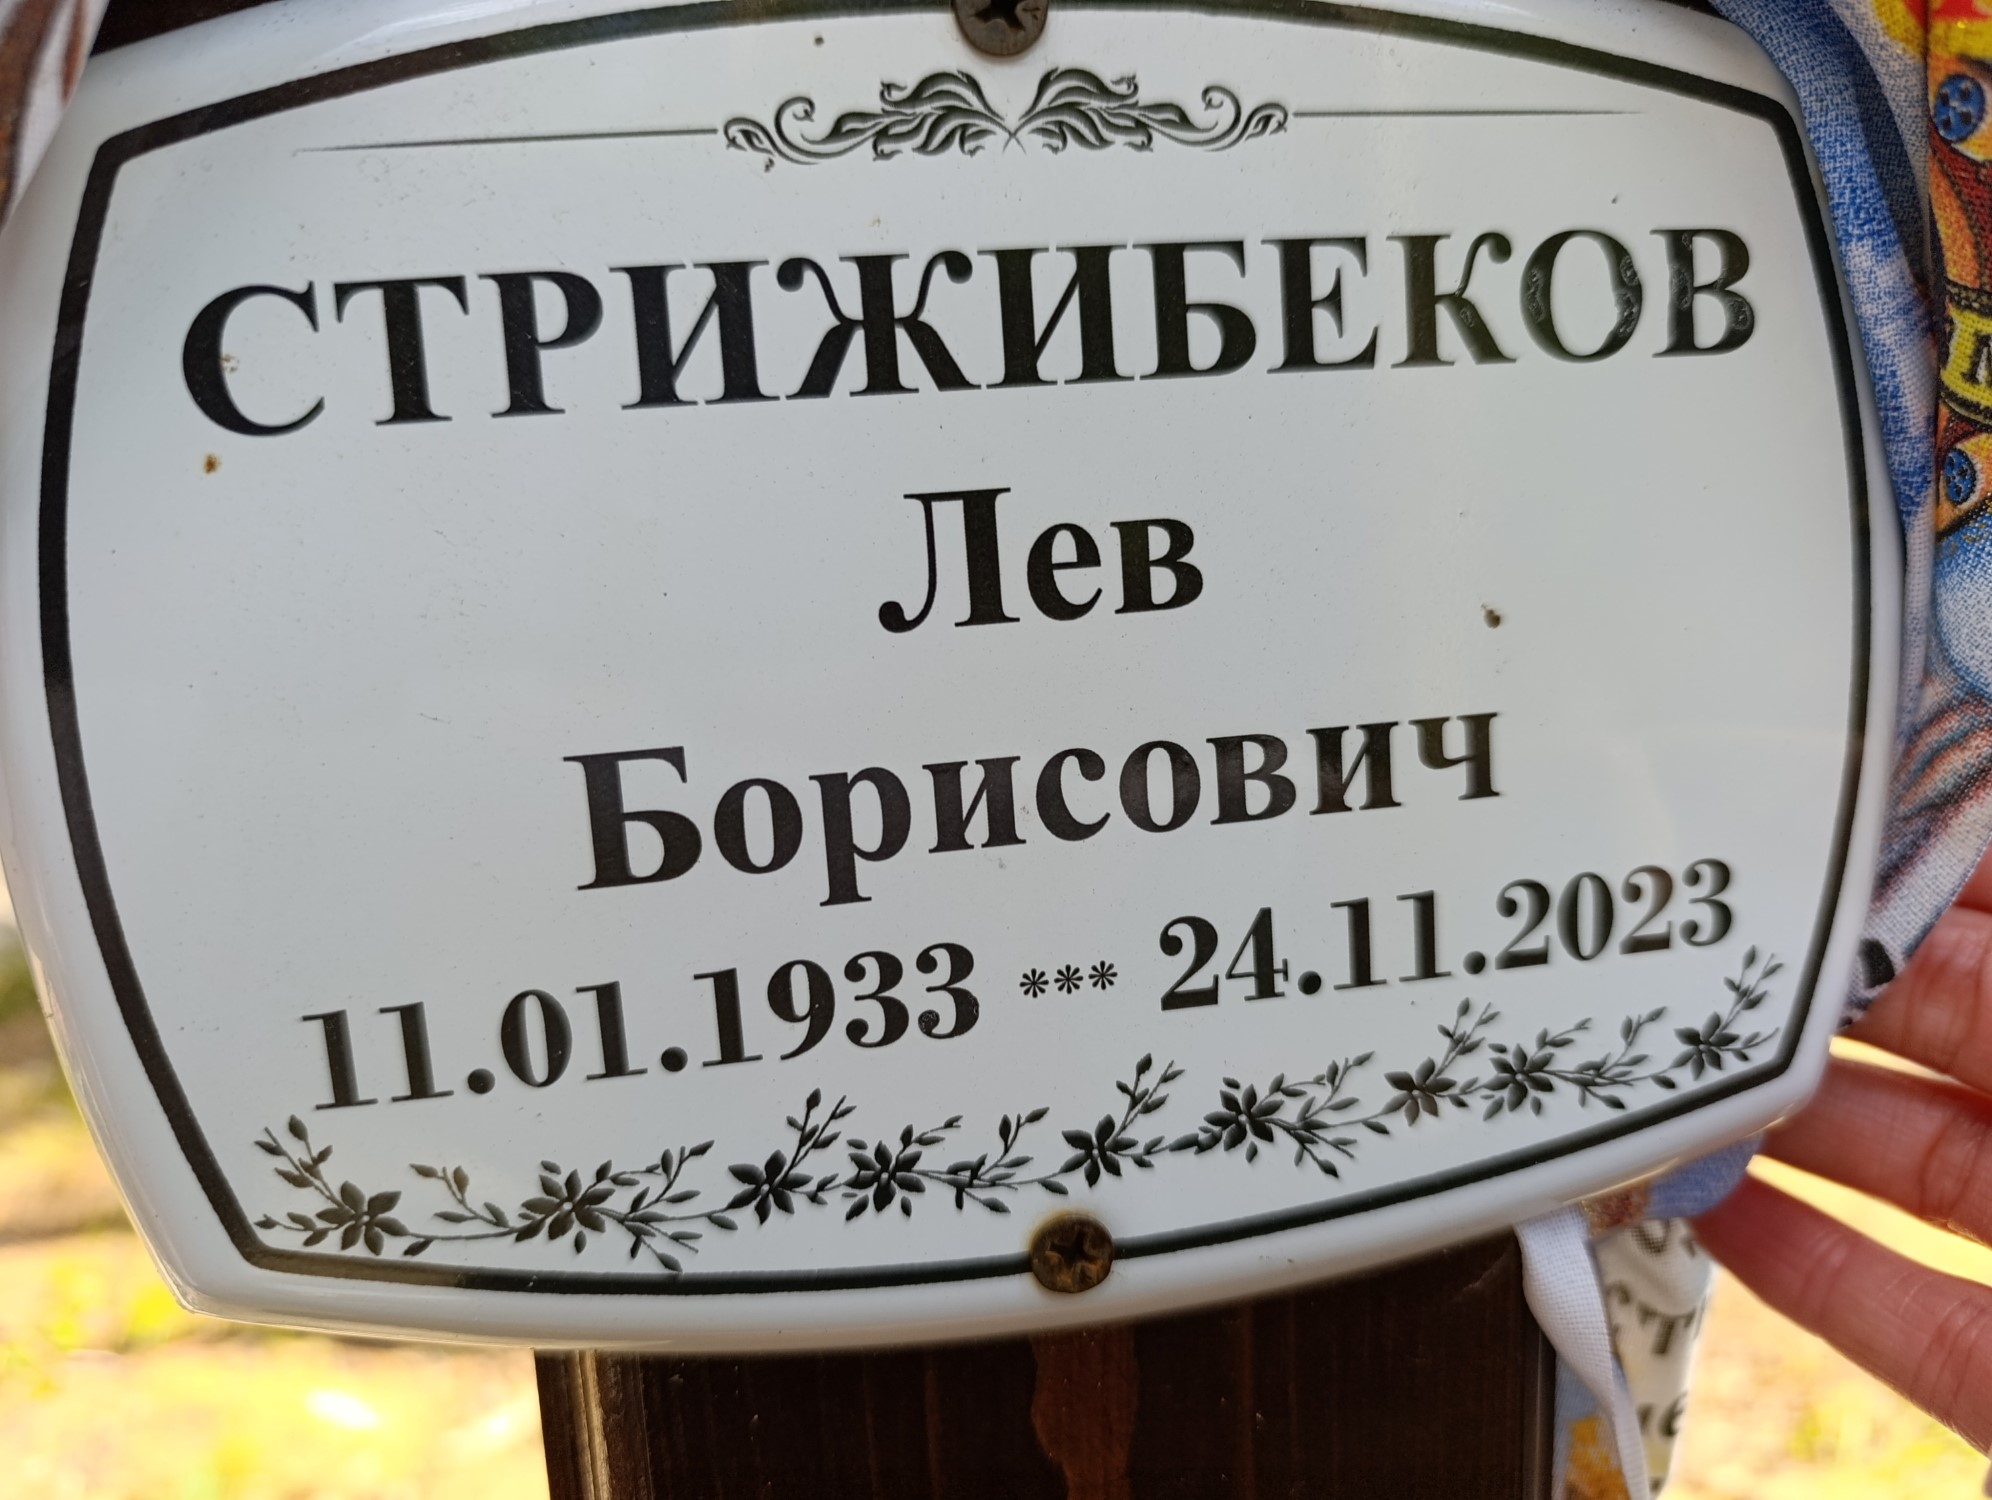 СТРИЖИБЕКОВ
Лев
Борисович
11.01.1933 *** 24.11.2023